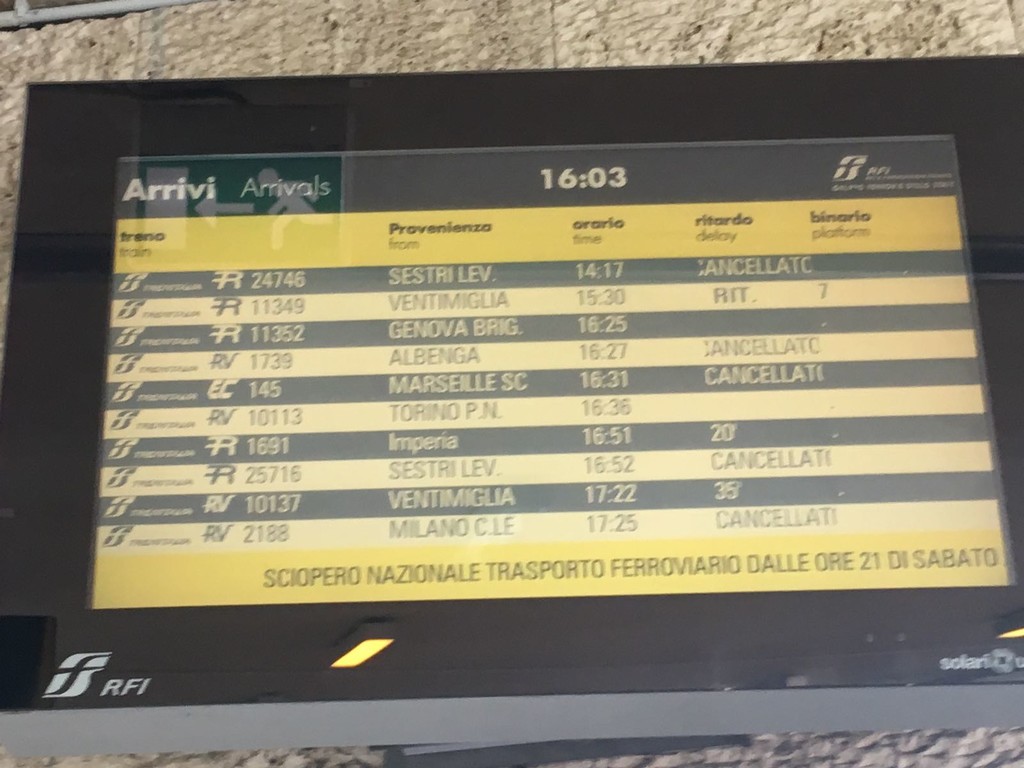 Arrivi Arrivals 16:03 RFI
treno Provenienza orario ritardo binario
train from time delay platform
R 24746 SESTRI LEV. 14:17 CANCELLATO
R 11349 VENTIMIGLIA 15:30 RIT. 7
R 11352 GENOVA BRIG. 16:25
RV 1739 ALBENGA 16:27 CANCELLATO
EC 145 MARSEILLE SC 16:31 CANCELLATI
RV 10113 TORINO P.N. 16:36
R 1691 Imperia 16:51 20'
R 25716 SESTRI LEV. 16:52 CANCELLATI
RV 10137 VENTIMIGLIA 17:22 35'
RV 2188 MILANO C.LE 17:25 CANCELLATI
SCIOPERO NAZIONALE TRASPORTO FERROVIARIO DALLE ORE 21 DI SABATO
RFI
solari